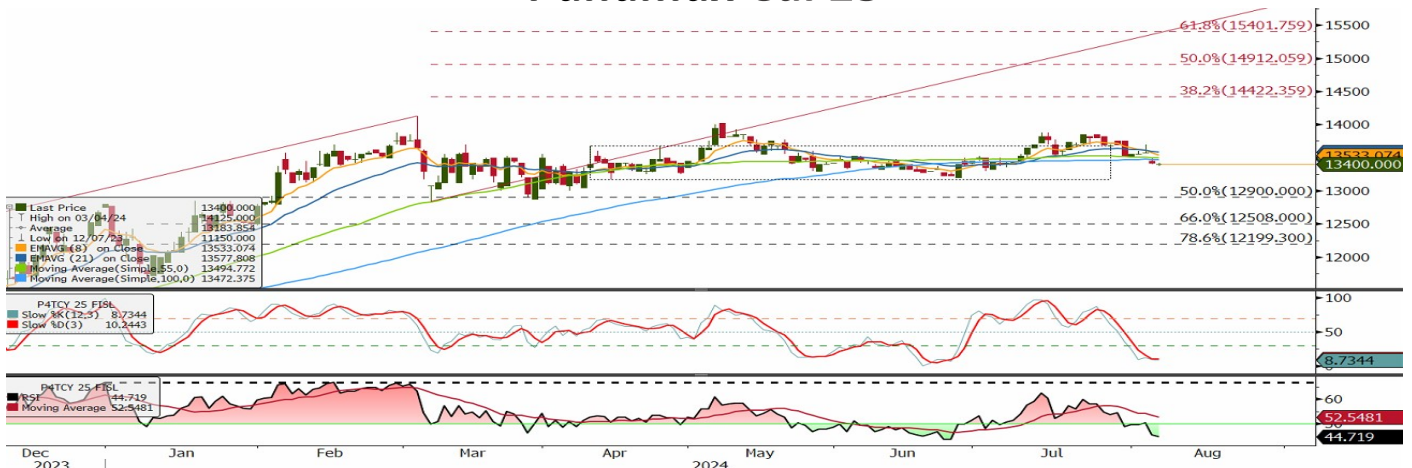 61.8%(15401.759)
15500
50.0%(14912.059)
15000
38.2%(14422.359)
14500
14000
13533.074
13400.000
13000
50.0%(12900.000)
66.0%(12508.000)
12500
78.6%(12199.300)
12000
Last Price 13400.000
High on 03/04/24 14125.000
Average 13183.854
Low on 12/07/23 11150.000
EMAVG (8) on Close 13533.074
EMAVG (21) on Close 13577.808
Moving Average(Simple,55,0) 13494.772
Moving Average(Simple,100,0) 13472.375
P4TCY 25 FISL
Slow %K(12,3) 8.7344
Slow %D(3) 10.2443
100
50
8.7344
P4TCY 25 FISL
RSI 44.719
Moving Average 52.5481
60
52.5481
44.719
Dec Jan Feb Mar Apr May Jun Jul Aug
2023 2024